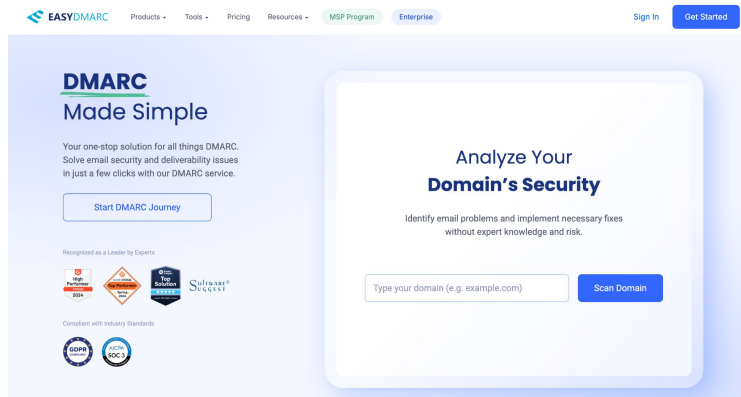 EASYDMARC
Products
Tools
Pricing
Resources
MSP Program
Enterprise
Sign In
Get Started
DMARC
Made Simple
Your one-stop solution for all things DMARC.
Solve email security and deliverability issues
in just a few clicks with our DMARC service.
Start DMARC Journey
Recognized as a Leader by Experts
High
Performer
2024
Top Performer
Spring
Top
Solution
Software®
Suggest
Compliant with Industry Standards
GDPR
COMPLIANT
AICPA
SOC 3
Analyze Your
Domain's Security
Identify email problems and implement necessary fixes
without expert knowledge and risk.
Type your domain (e.g. example.com)
Scan Domain